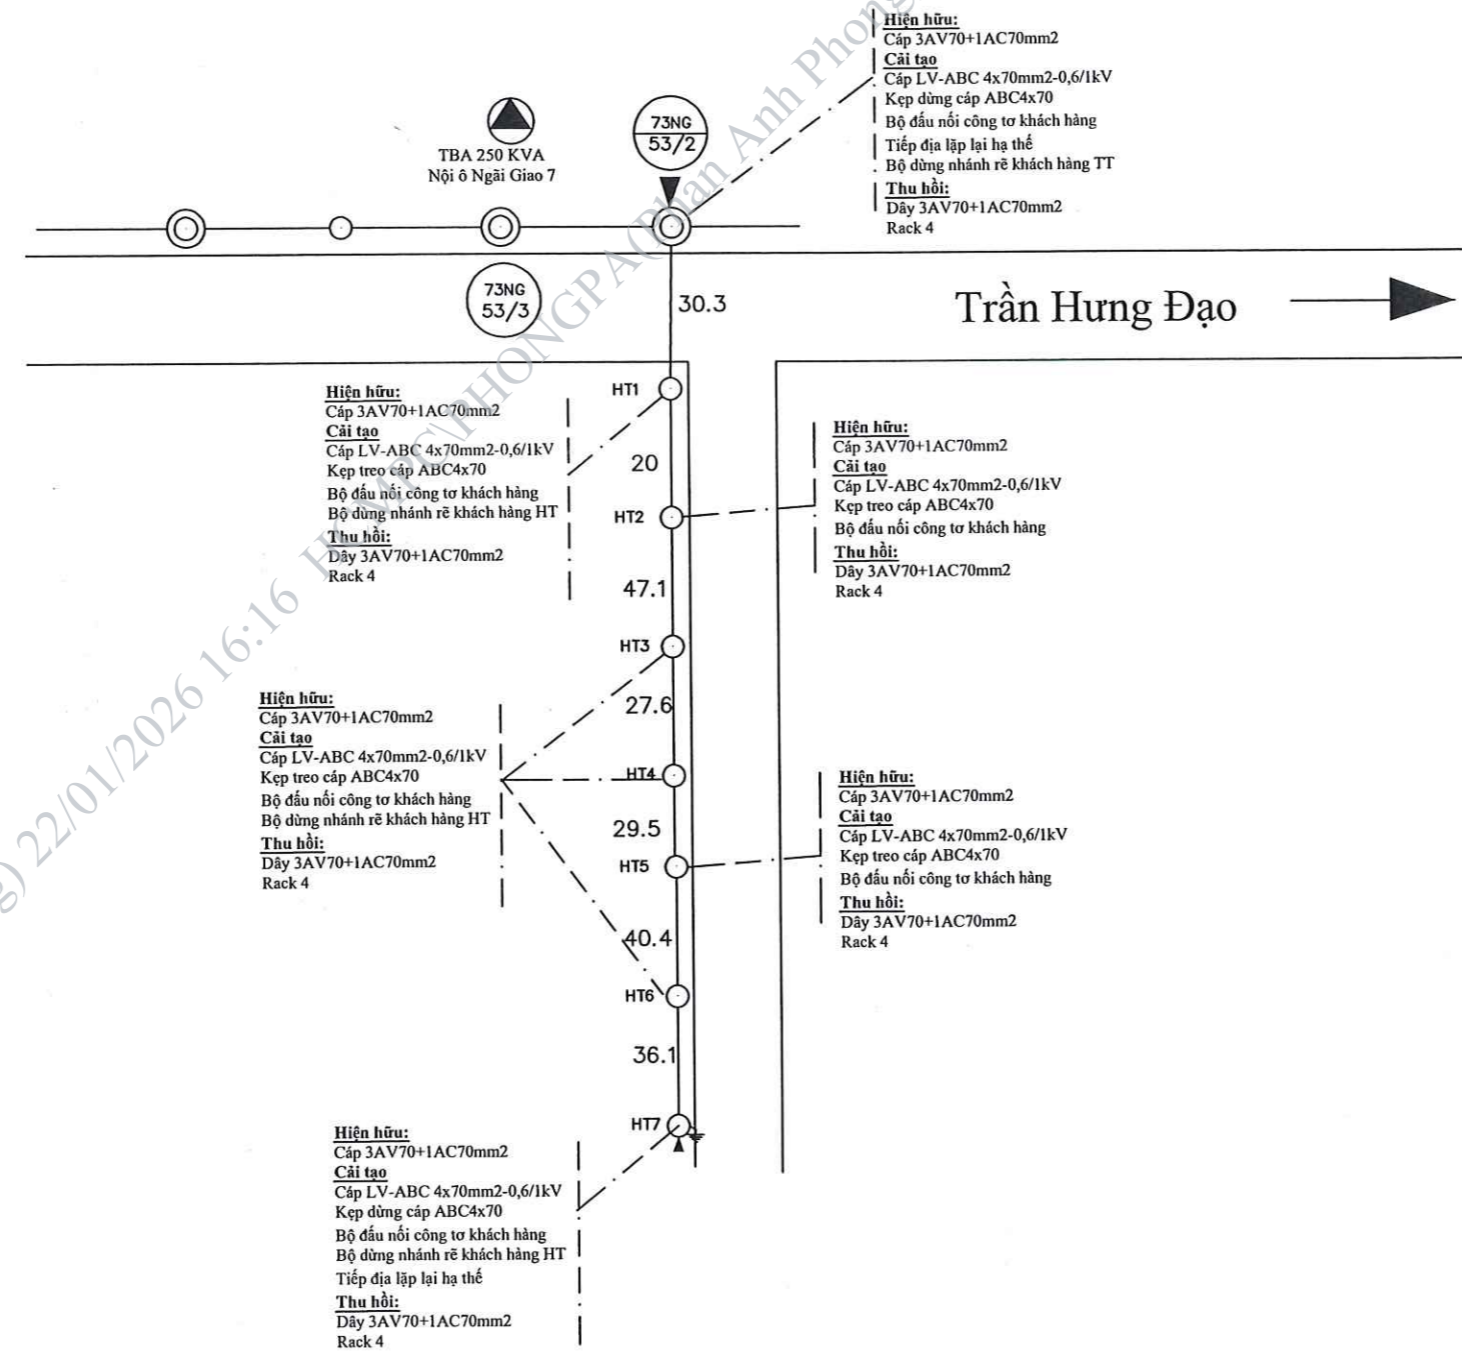 Hiện hữu:
Cáp 3AV70+1AC70mm2
Cải tạo
Cáp LV-ABC 4x70mm2-0,6/1kV
Kẹp dừng cáp ABC4x70
Bộ đấu nối công tơ khách hàng
Tiếp địa lặp lại hạ thế
Bộ dừng nhánh rẽ khách hàng TT
Thu hồi:
Dây 3AV70+1AC70mm2
Rack 4
TBA 250 KVA
Nội ô Ngãi Giao 7
73NG
53/2
73NG
53/3
30.3
Trần Hưng Đạo
HT1
Hiện hữu:
Cáp 3AV70+1AC70mm2
Cải tạo
Cáp LV-ABC 4x70mm2-0,6/1kV
Kẹp treo cáp ABC4x70
Bộ đấu nối công tơ khách hàng
Bộ dừng nhánh rẽ khách hàng HT
Thu hồi:
Dây 3AV70+1AC70mm2
Rack 4
20
HT2
Hiện hữu:
Cáp 3AV70+1AC70mm2
Cải tạo
Cáp LV-ABC 4x70mm2-0,6/1kV
Kẹp treo cáp ABC4x70
Bộ đấu nối công tơ khách hàng
Thu hồi:
Dây 3AV70+1AC70mm2
Rack 4
47.1
HT3
27.6
Hiện hữu:
Cáp 3AV70+1AC70mm2
Cải tạo
Cáp LV-ABC 4x70mm2-0,6/1kV
Kẹp treo cáp ABC4x70
Bộ đấu nối công tơ khách hàng
Bộ dừng nhánh rẽ khách hàng HT
Thu hồi:
Dây 3AV70+1AC70mm2
Rack 4
HT4
29.5
HT5
Hiện hữu:
Cáp 3AV70+1AC70mm2
Cải tạo
Cáp LV-ABC 4x70mm2-0,6/1kV
Kẹp treo cáp ABC4x70
Bộ đấu nối công tơ khách hàng
Thu hồi:
Dây 3AV70+1AC70mm2
Rack 4
40.4
HT6
36.1
HT7
Hiện hữu:
Cáp 3AV70+1AC70mm2
Cải tạo
Cáp LV-ABC 4x70mm2-0,6/1kV
Kẹp dừng cáp ABC4x70
Bộ đấu nối công tơ khách hàng
Bộ dừng nhánh rẽ khách hàng HT
Tiếp địa lặp lại hạ thế
Thu hồi:
Dây 3AV70+1AC70mm2
Rack 4
g) 22/01/2026 16:16 HCMPC\PHONGPA(Phan Anh Phong